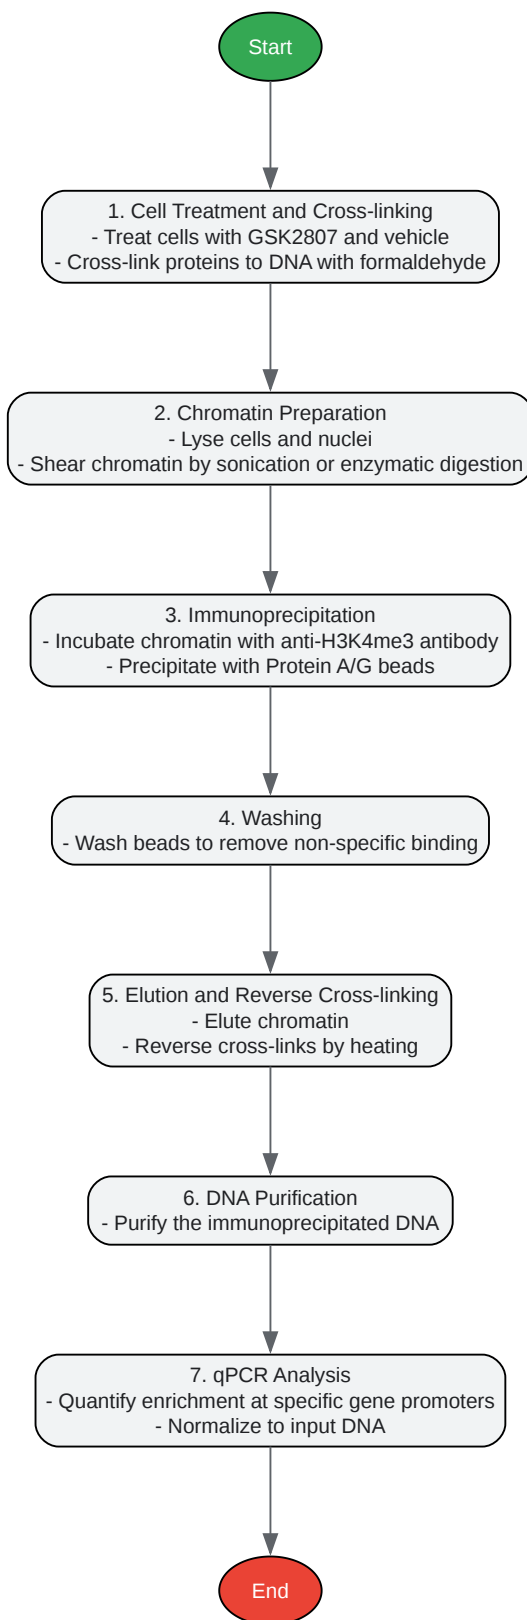 Start
1. Cell Treatment and Cross-linking
- Treat cells with GSK2807 and vehicle
- Cross-link proteins to DNA with formaldehyde
2. Chromatin Preparation
- Lyse cells and nuclei
- Shear chromatin by sonication or enzymatic digestion
3. Immunoprecipitation
- Incubate chromatin with anti-H3K4me3 antibody
- Precipitate with Protein A/G beads
4. Washing
- Wash beads to remove non-specific binding
5. Elution and Reverse Cross-linking
- Elute chromatin
- Reverse cross-links by heating
6. DNA Purification
- Purify the immunoprecipitated DNA
7. qPCR Analysis
- Quantify enrichment at specific gene promoters
- Normalize to input DNA
End